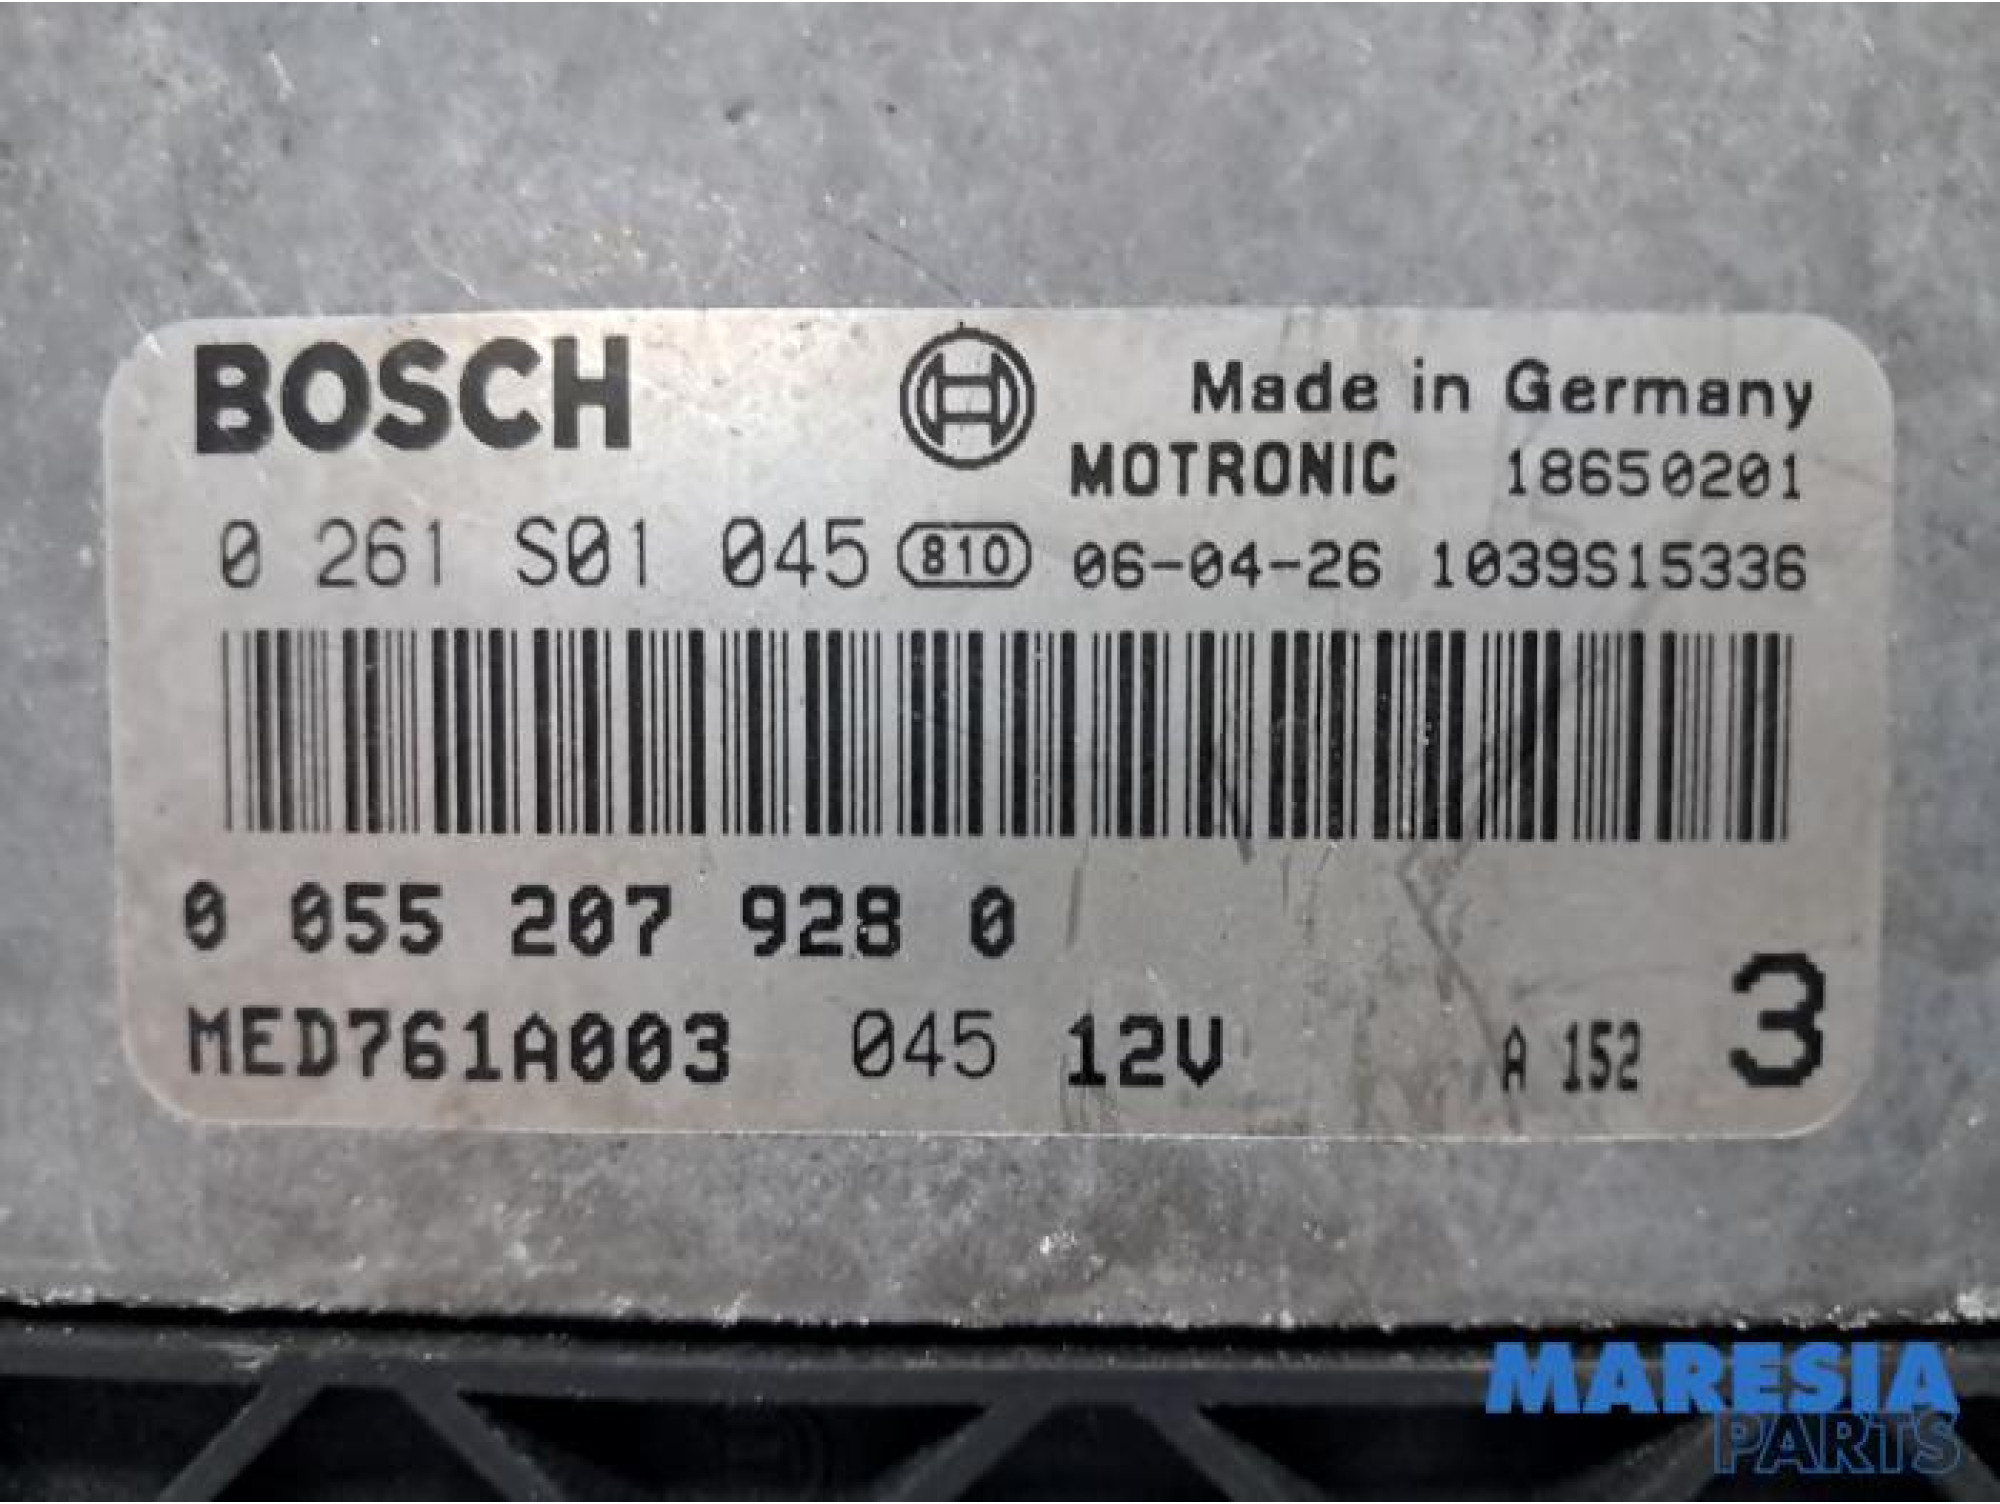 BOSCH
Made in Germany
MOTRONIC 18650201
0 261 S01 045 810 06-04-26 1039S15336
0 055 207 928 0
MED761A003 045 12V A 152 3
MARESIA
PARTS